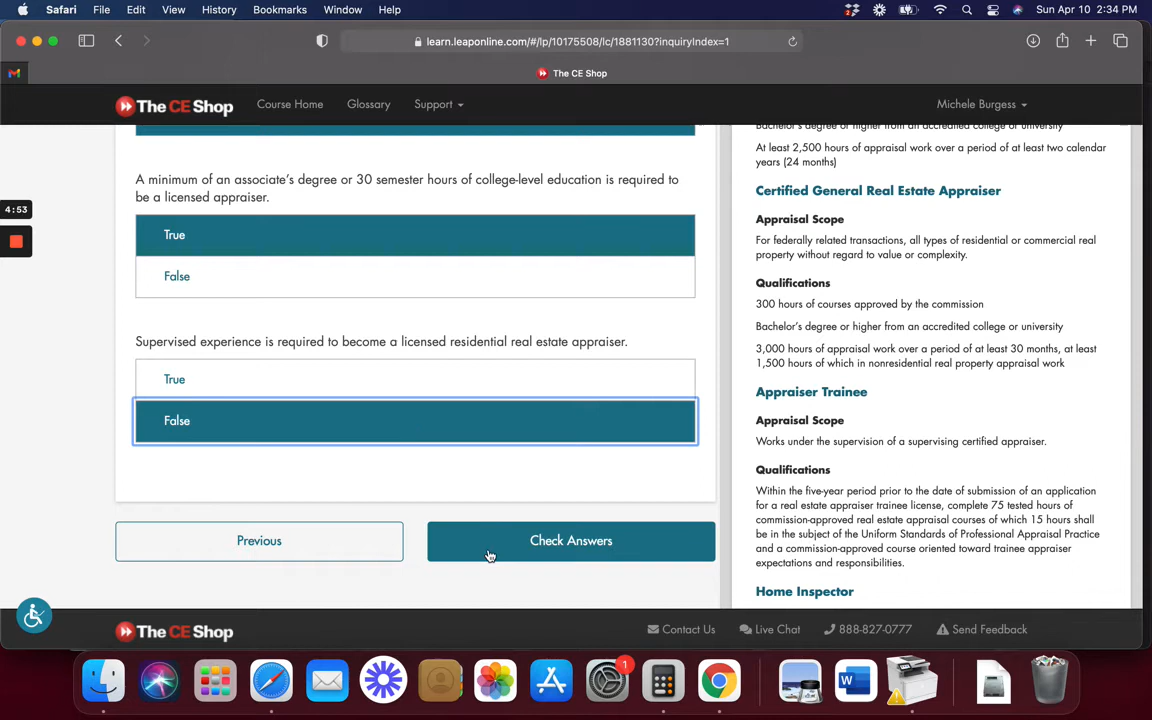 Safari File Edit View History Bookmarks Window Help Sun Apr 10 2:34 PM
learn.leaponline.com/#/lp/10175508/lc/1881130?inquiryIndex=1
The CE Shop
The CE Shop Course Home Glossary Support Michele Burgess
A minimum of an associate's degree or 30 semester hours of college-level education is required to
be a licensed appraiser.
True
False
Supervised experience is required to become a licensed residential real estate appraiser.
True
False
Previous
Check Answers
Bachelor's degree or higher from an accredited college or university
At least 2,500 hours of appraisal work over a period of at least two calendar
years (24 months)
Certified General Real Estate Appraiser
Appraisal Scope
For federally related transactions, all types of residential or commercial real
property without regard to value or complexity.
Qualifications
300 hours of courses approved by the commission
Bachelor's degree or higher from an accredited college or university
3,000 hours of appraisal work over a period of at least 30 months, at least
1,500 hours of which in nonresidential real property appraisal work
Appraiser Trainee
Appraisal Scope
Works under the supervision of a supervising certified appraiser.
Qualifications
Within the five-year period prior to the date of submission of an application
for a real estate appraiser trainee license, complete 75 tested hours of
commission-approved real estate appraisal courses of which 15 hours shall
be in the subject of the Uniform Standards of Professional Appraisal Practice
and a commission-approved course oriented toward trainee appraiser
expectations and responsibilities.
Home Inspector
4:53
The CE Shop Contact Us Live Chat 888-827-0777 Send Feedback
1